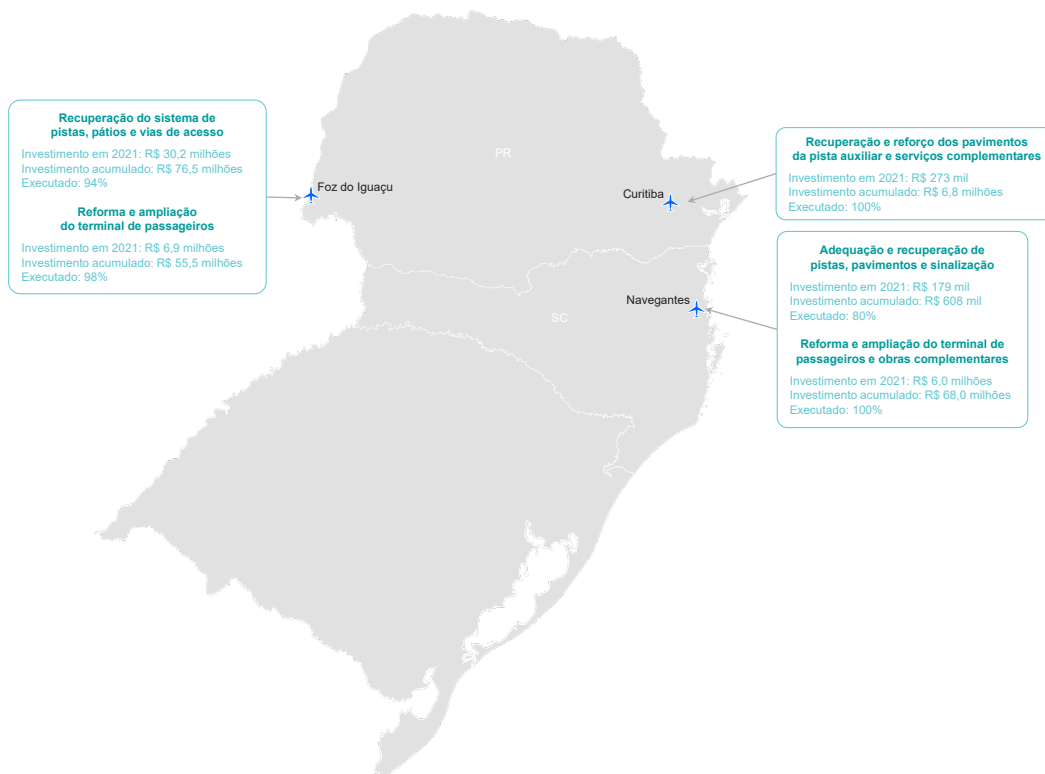 Recuperação do sistema de
pistas, pátios e vias de acesso
Investimento em 2021: R$ 30,2 milhões
Investimento acumulado: R$ 76,5 milhões
Executado: 94%
Reforma e ampliação
do terminal de passageiros
Investimento em 2021: R$ 6,9 milhões
Investimento acumulado: R$ 55,5 milhões
Executado: 98%
Foz do Iguaçu
PR
Curitiba
Recuperação e reforço dos pavimentos
da pista auxiliar e serviços complementares
Investimento em 2021: R$ 273 mil
Investimento acumulado: R$ 6,8 milhões
Executado: 100%
Navegantes
SC
Adequação e recuperação de
pistas, pavimentos e sinalização
Investimento em 2021: R$ 179 mil
Investimento acumulado: R$ 608 mil
Executado: 80%
Reforma e ampliação do terminal de
passageiros e obras complementares
Investimento em 2021: R$ 6,0 milhões
Investimento acumulado: R$ 68,0 milhões
Executado: 100%